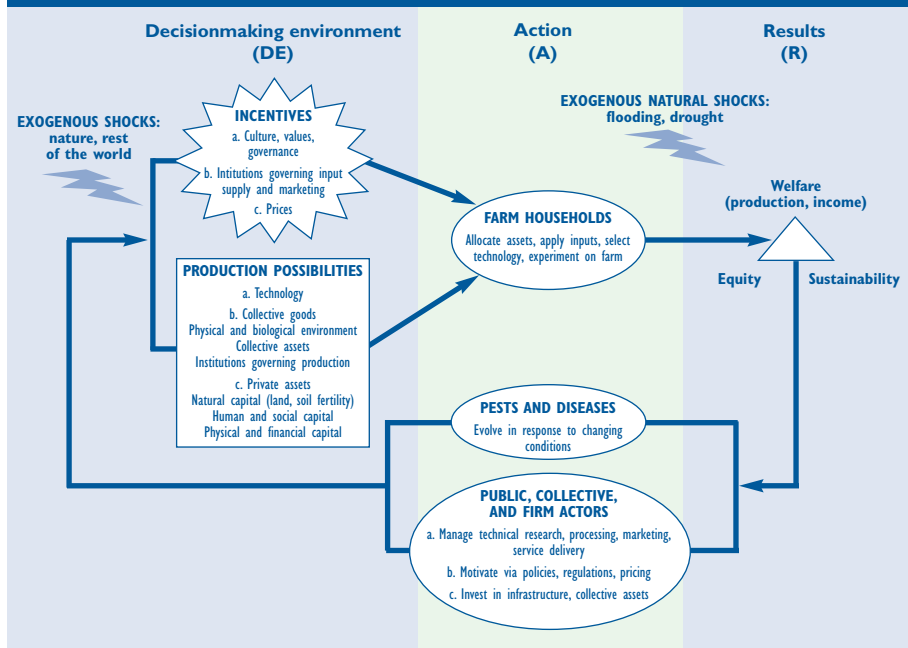 Decisionmaking environment
(DE)
Action
(A)
Results
(R)
EXOGENOUS SHOCKS:
nature, rest
of the world
INCENTIVES
a. Culture, values,
governance
b. Intitutions governing input
supply and marketing
c. Prices
EXOGENOUS NATURAL SHOCKS:
flooding, drought
Welfare
(production, income)
Equity
Sustainability
FARM HOUSEHOLDS
Allocate assets, apply inputs, select
technology, experiment on farm
PRODUCTION POSSIBILITIES
a. Technology
b. Collective goods
Physical and biological environment
Collective assets
Institutions governing production
c. Private assets
Natural capital (land, soil fertility)
Human and social capital
Physical and financial capital
PESTS AND DISEASES
Evolve in response to changing
conditions
PUBLIC, COLLECTIVE,
AND FIRM ACTORS
a. Manage technical research, processing, marketing,
service delivery
b. Motivate via policies, regulations, pricing
c. Invest in infrastructure, collective assets